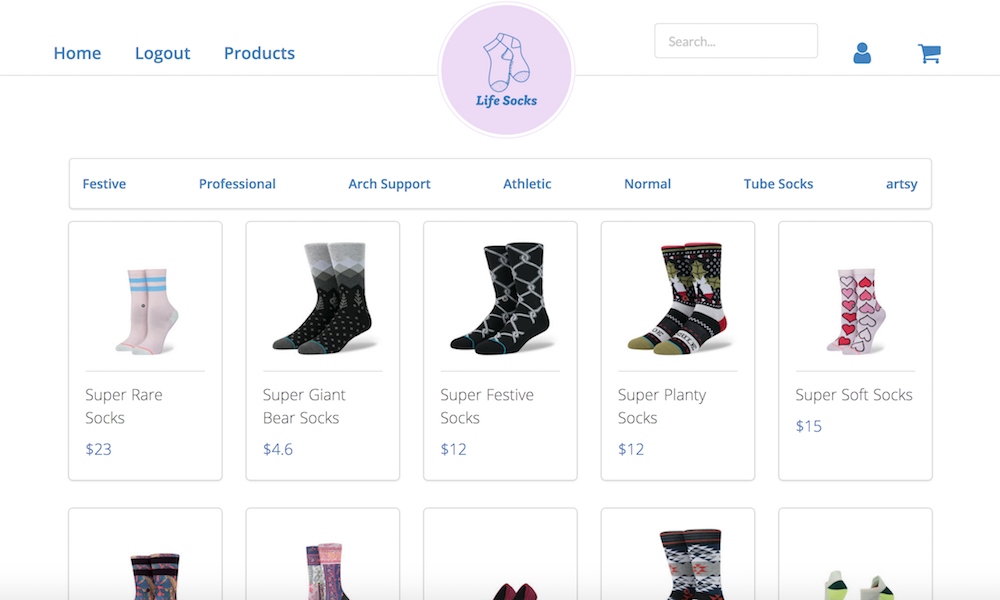 Home Logout Products
Search...
Life Socks
Festive Professional Arch Support Athletic Normal Tube Socks artsy
Super Rare
Socks
$23
Super Giant
Bear Socks
$4.6
Super Festive
Socks
$12
Super Planty
Socks
$12
Super Soft Socks
$15